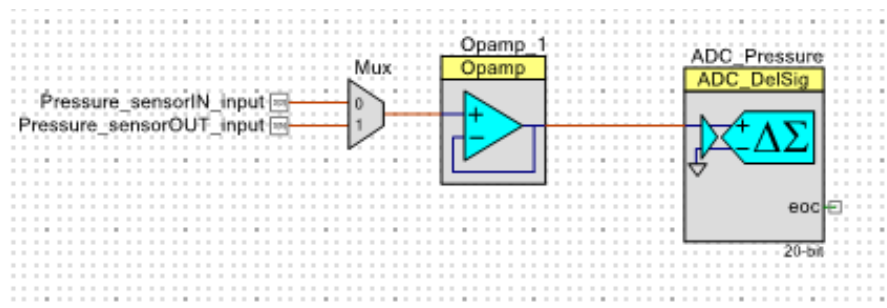 Opamp_1
Opamp
ADC_Pressure
ADC_DelSig
Mux
Pressure_sensorIN_input
0
Pressure_sensorOUT_input
1
+
−
+
−
ΔΣ
eoc
20-bit